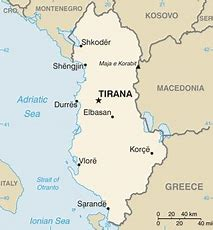 MONTENEGRO
KOSOVO
Shkodër
Shëngjin
Maja e Korabit
Adriatic
Sea
Durrës
TIRANA
MACEDONIA
Elbasan
Korçë
Vlorë
Strait of
Otranto
GREECE
Sarandë
Ionian Sea
0 20 40 km
0 20 40 mi